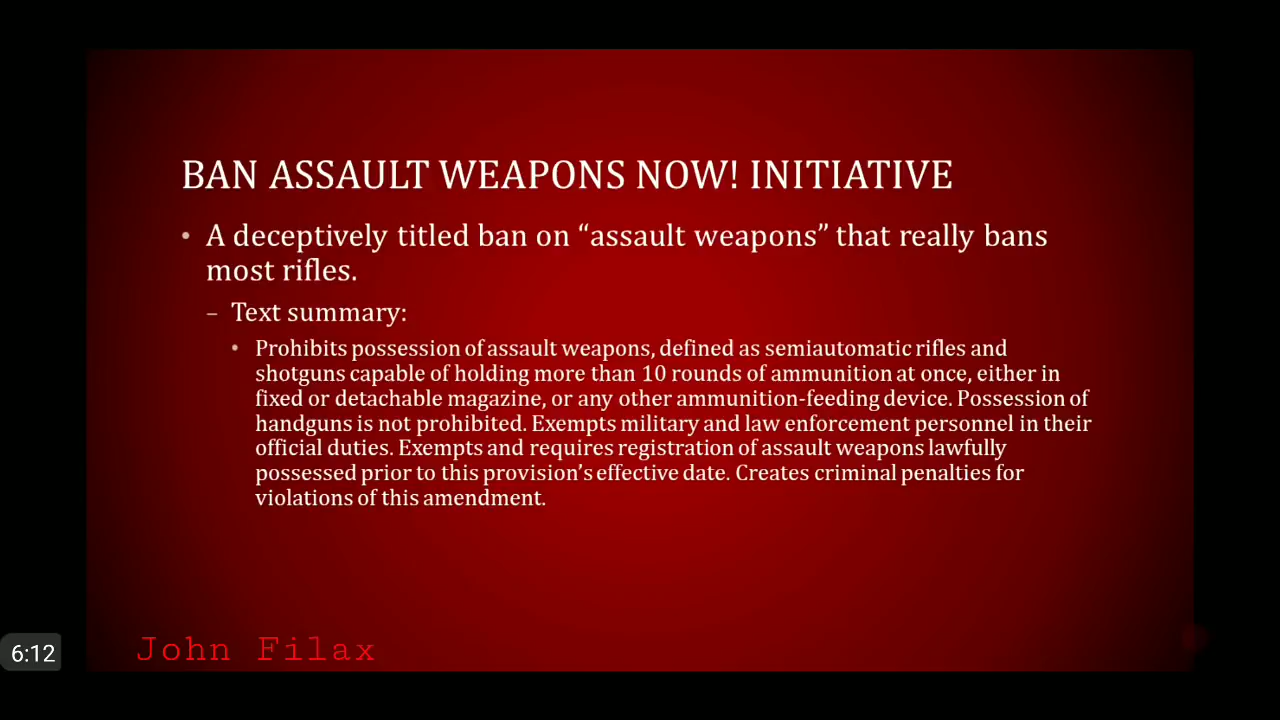 BAN ASSAULT WEAPONS NOW! INITIATIVE
• A deceptively titled ban on “assault weapons” that really bans
most rifles.
– Text summary:
• Prohibits possession of assault weapons, defined as semiautomatic rifles and
shotguns capable of holding more than 10 rounds of ammunition at once, either in
fixed or detachable magazine, or any other ammunition-feeding device. Possession of
handguns is not prohibited. Exempts military and law enforcement personnel in their
official duties. Exempts and requires registration of assault weapons lawfully
possessed prior to this provision’s effective date. Creates criminal penalties for
violations of this amendment.
John Filax
6:12